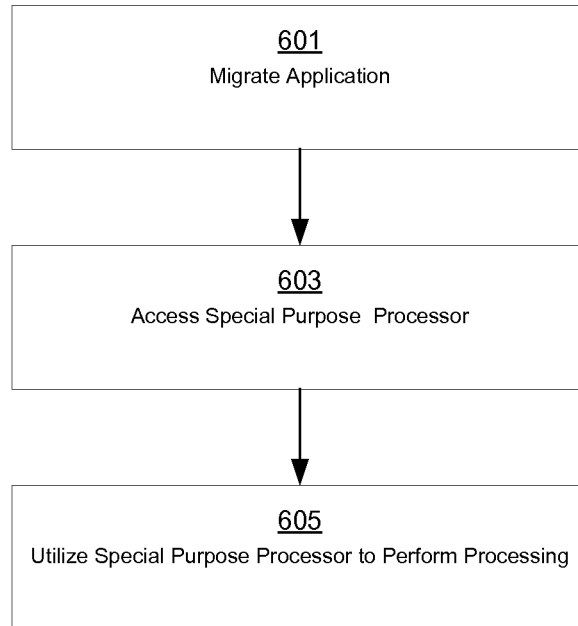 601
Migrate Application
603
Access Special Purpose Processor
605
Utilize Special Purpose Processor to Perform Processing